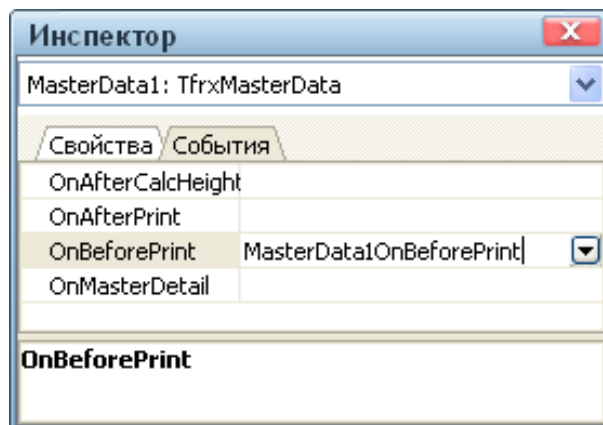 Инспектор
MasterData1: TfrxMasterData
Свойства События
OnAfterCalcHeight
OnAfterPrint
OnBeforePrint MasterData1OnBeforePrint
OnMasterDetail
OnBeforePrint